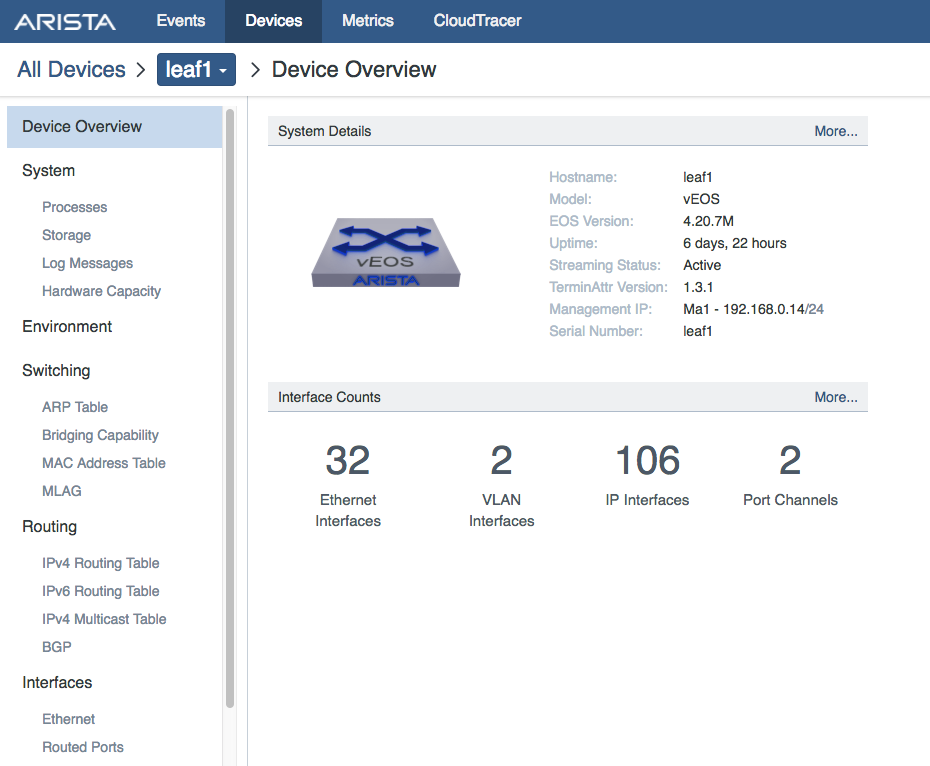 ARISTA Events Devices Metrics CloudTracer
All Devices > leaf1 > Device Overview
Device Overview
System
Processes
Storage
Log Messages
Hardware Capacity
Environment
Switching
ARP Table
Bridging Capability
MAC Address Table
MLAG
Routing
IPv4 Routing Table
IPv6 Routing Table
IPv4 Multicast Table
BGP
Interfaces
Ethernet
Routed Ports
System Details More...
vEOS
ARISTA
Hostname: leaf1
Model: vEOS
EOS Version: 4.20.7M
Uptime: 6 days, 22 hours
Streaming Status: Active
TerminAttr Version: 1.3.1
Management IP: Ma1 - 192.168.0.14/24
Serial Number: leaf1
Interface Counts More...
32 2 106 2
Ethernet VLAN IP Interfaces Port Channels
Interfaces Interfaces